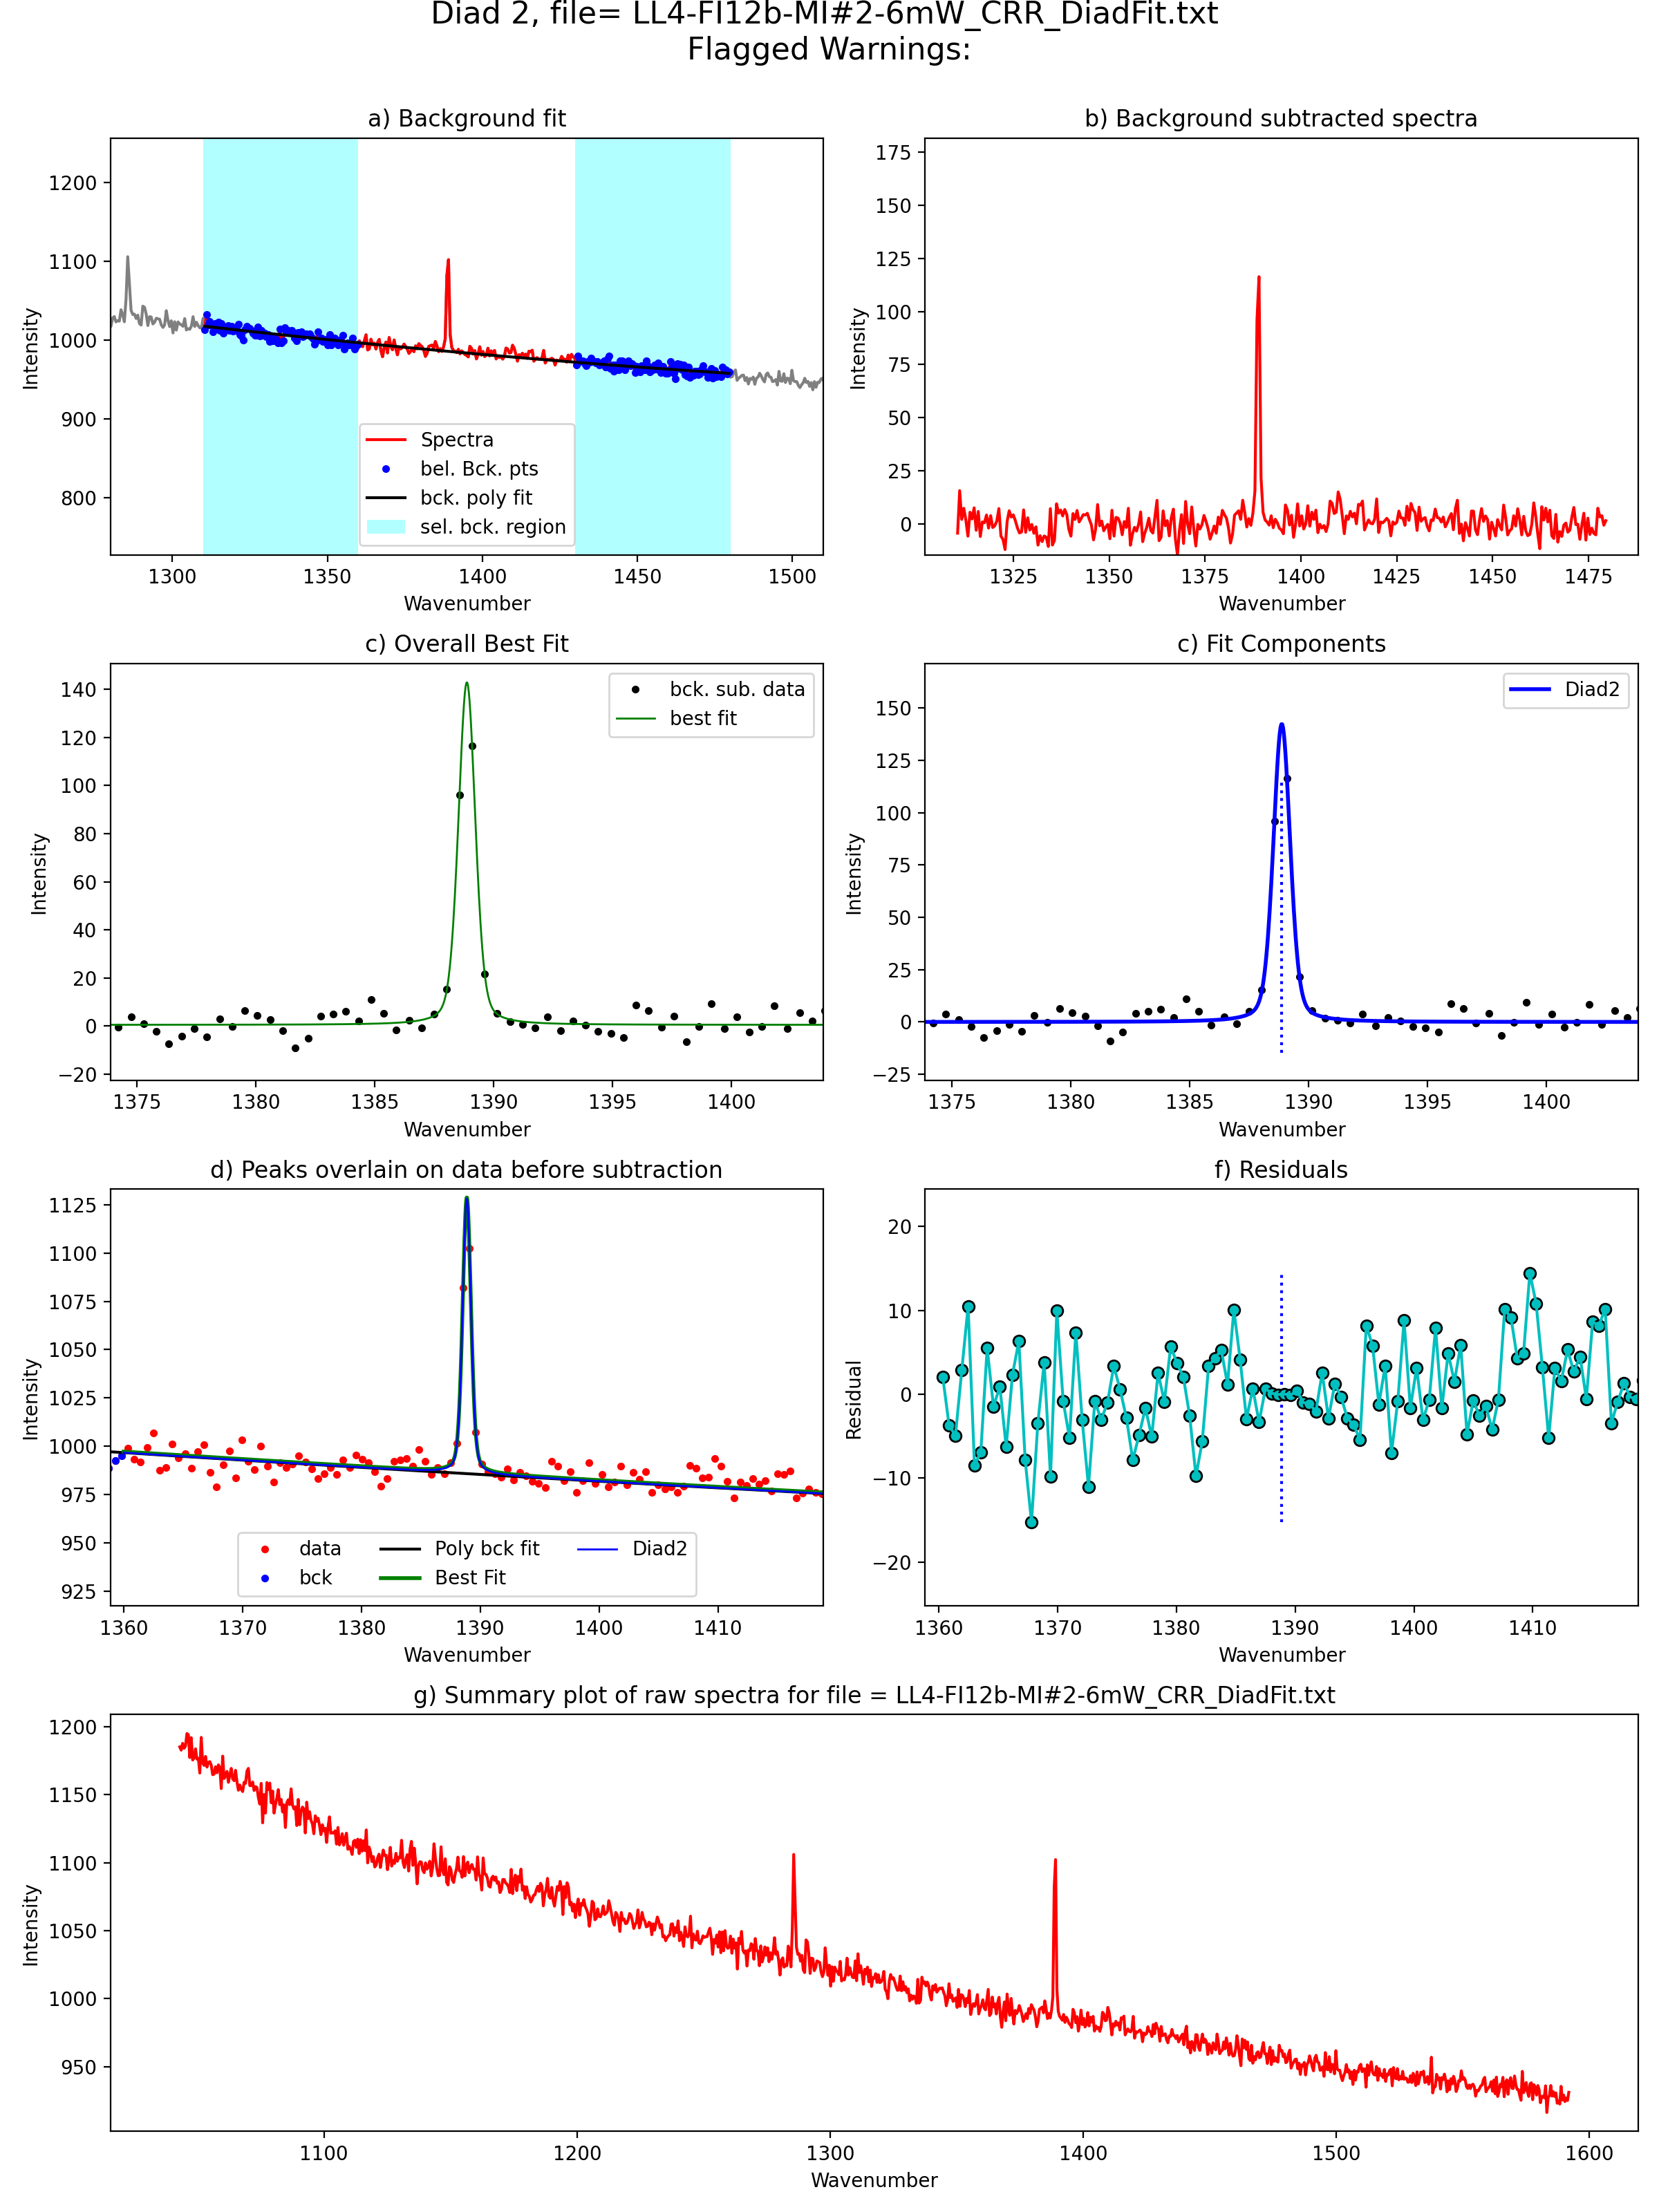 Diad 2, file= LL4-FI12b-MI#2-6mW_CRR_DiadFit.txt
Flagged Warnings:
a) Background fit
Intensity
1200
1100
1000
900
800
Spectra
bel. Bck. pts
bck. poly fit
sel. bck. region
1300 1350 1400 1450 1500
Wavenumber
b) Background subtracted spectra
Intensity
175
150
125
100
75
50
25
0
1325 1350 1375 1400 1425 1450 1475
Wavenumber
c) Overall Best Fit
Intensity
140
120
100
80
60
40
20
0
−20
bck. sub. data
best fit
1375 1380 1385 1390 1395 1400
Wavenumber
c) Fit Components
Intensity
150
125
100
75
50
25
0
−25
Diad2
1375 1380 1385 1390 1395 1400
Wavenumber
d) Peaks overlain on data before subtraction
Intensity
1125
1100
1075
1050
1025
1000
975
950
925
data Poly bck fit Diad2
bck Best Fit
1360 1370 1380 1390 1400 1410
Wavenumber
f) Residuals
Residual
20
10
0
−10
−20
1360 1370 1380 1390 1400 1410
Wavenumber
g) Summary plot of raw spectra for file = LL4-FI12b-MI#2-6mW_CRR_DiadFit.txt
Intensity
1200
1150
1100
1050
1000
950
1100 1200 1300 1400 1500 1600
Wavenumber